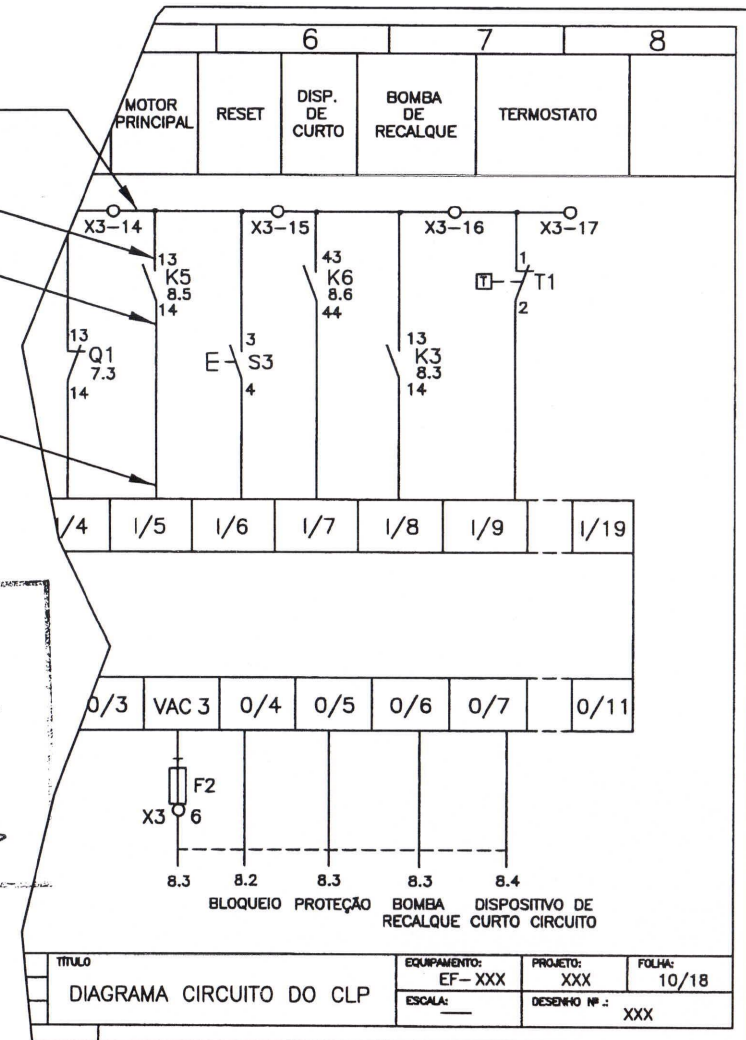 6 7 8
MOTOR PRINCIPAL
RESET
DISP. DE CURTO
BOMBA DE RECALQUE
TERMOSTATO
X3-14 X3-15 X3-16 X3-17
13
K5
8.5
14
43
K6
8.6
44
1
T T1
2
13
Q1
7.3
14
3
E S3
4
13
K3
8.3
14
I/4 I/5 I/6 I/7 I/8 I/9 I/19
0/3 VAC 3 0/4 0/5 0/6 0/7 0/11
F2
X3 6
8.3 8.2 8.3 8.3 8.4
BLOQUEIO PROTEÇÃO BOMBA RECALQUE DISPOSITIVO DE CURTO CIRCUITO
TÍTULO
DIAGRAMA CIRCUITO DO CLP
EQUIPAMENTO:
EF-XXX
PROJETO:
XXX
FOLHA:
10/18
ESCALA:
DESENHO Nº.:
XXX